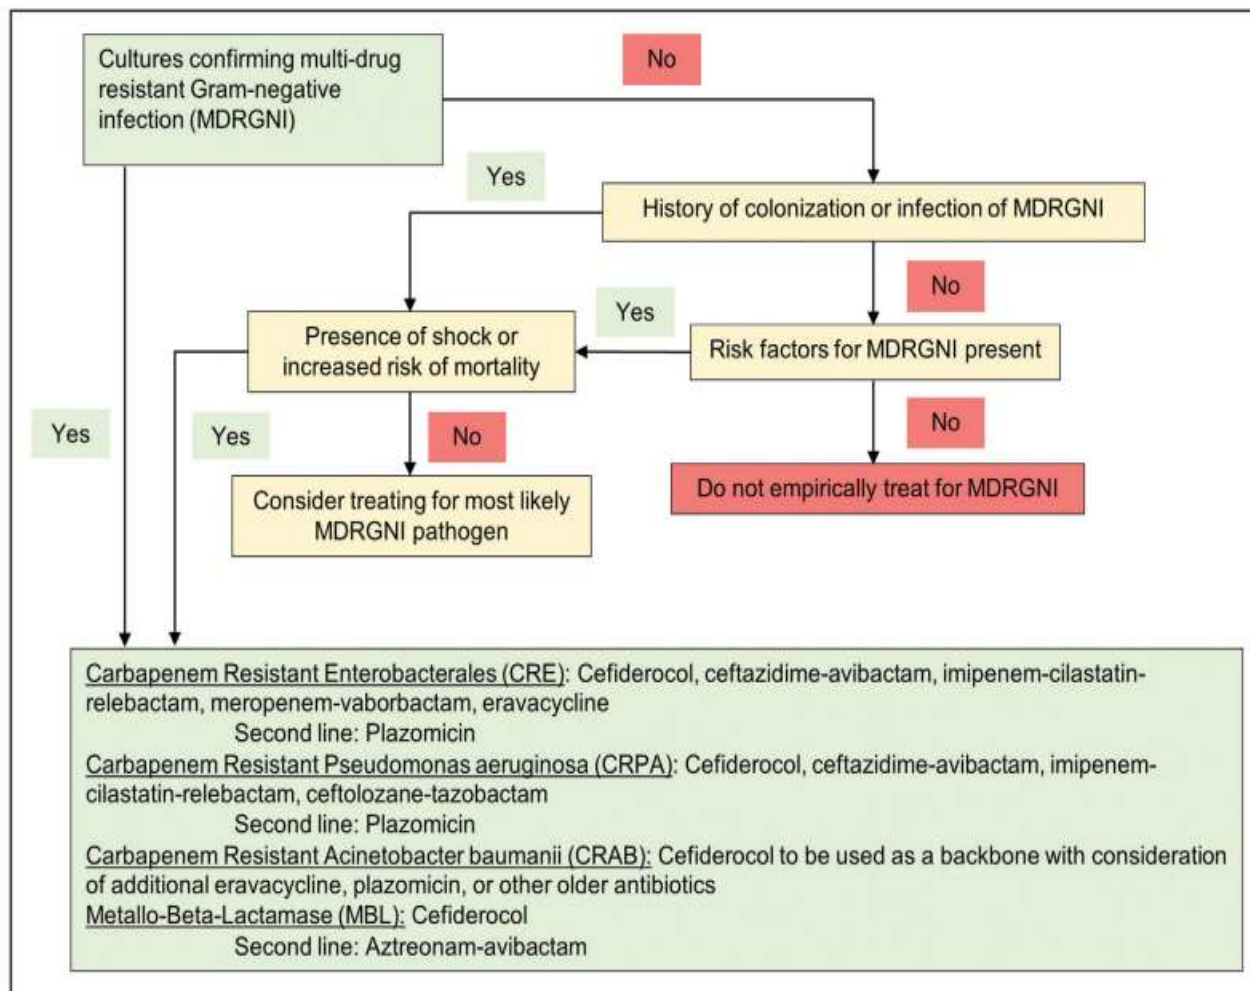 Cultures confirming multi-drug
resistant Gram-negative
infection (MDRGNI)
No
Yes
History of colonization or infection of MDRGNI
No
Yes
Presence of shock or
increased risk of mortality
Risk factors for MDRGNI present
Yes
Yes
No
No
Consider treating for most likely
MDRGNI pathogen
Do not empirically treat for MDRGNI
Carbapenem Resistant Enterobacterales (CRE): Cefiderocol, ceftazidime-avibactam, imipenem-cilastatin-
relebactam, meropenem-vaborbactam, eravacycline
Second line: Plazomicin
Carbapenem Resistant Pseudomonas aeruginosa (CRPA): Cefiderocol, ceftazidime-avibactam, imipenem-
cilastatin-relebactam, ceftolozane-tazobactam
Second line: Plazomicin
Carbapenem Resistant Acinetobacter baumanii (CRAB): Cefiderocol to be used as a backbone with consideration
of additional eravacycline, plazomicin, or other older antibiotics
Metallo-Beta-Lactamase (MBL): Cefiderocol
Second line: Aztreonam-avibactam